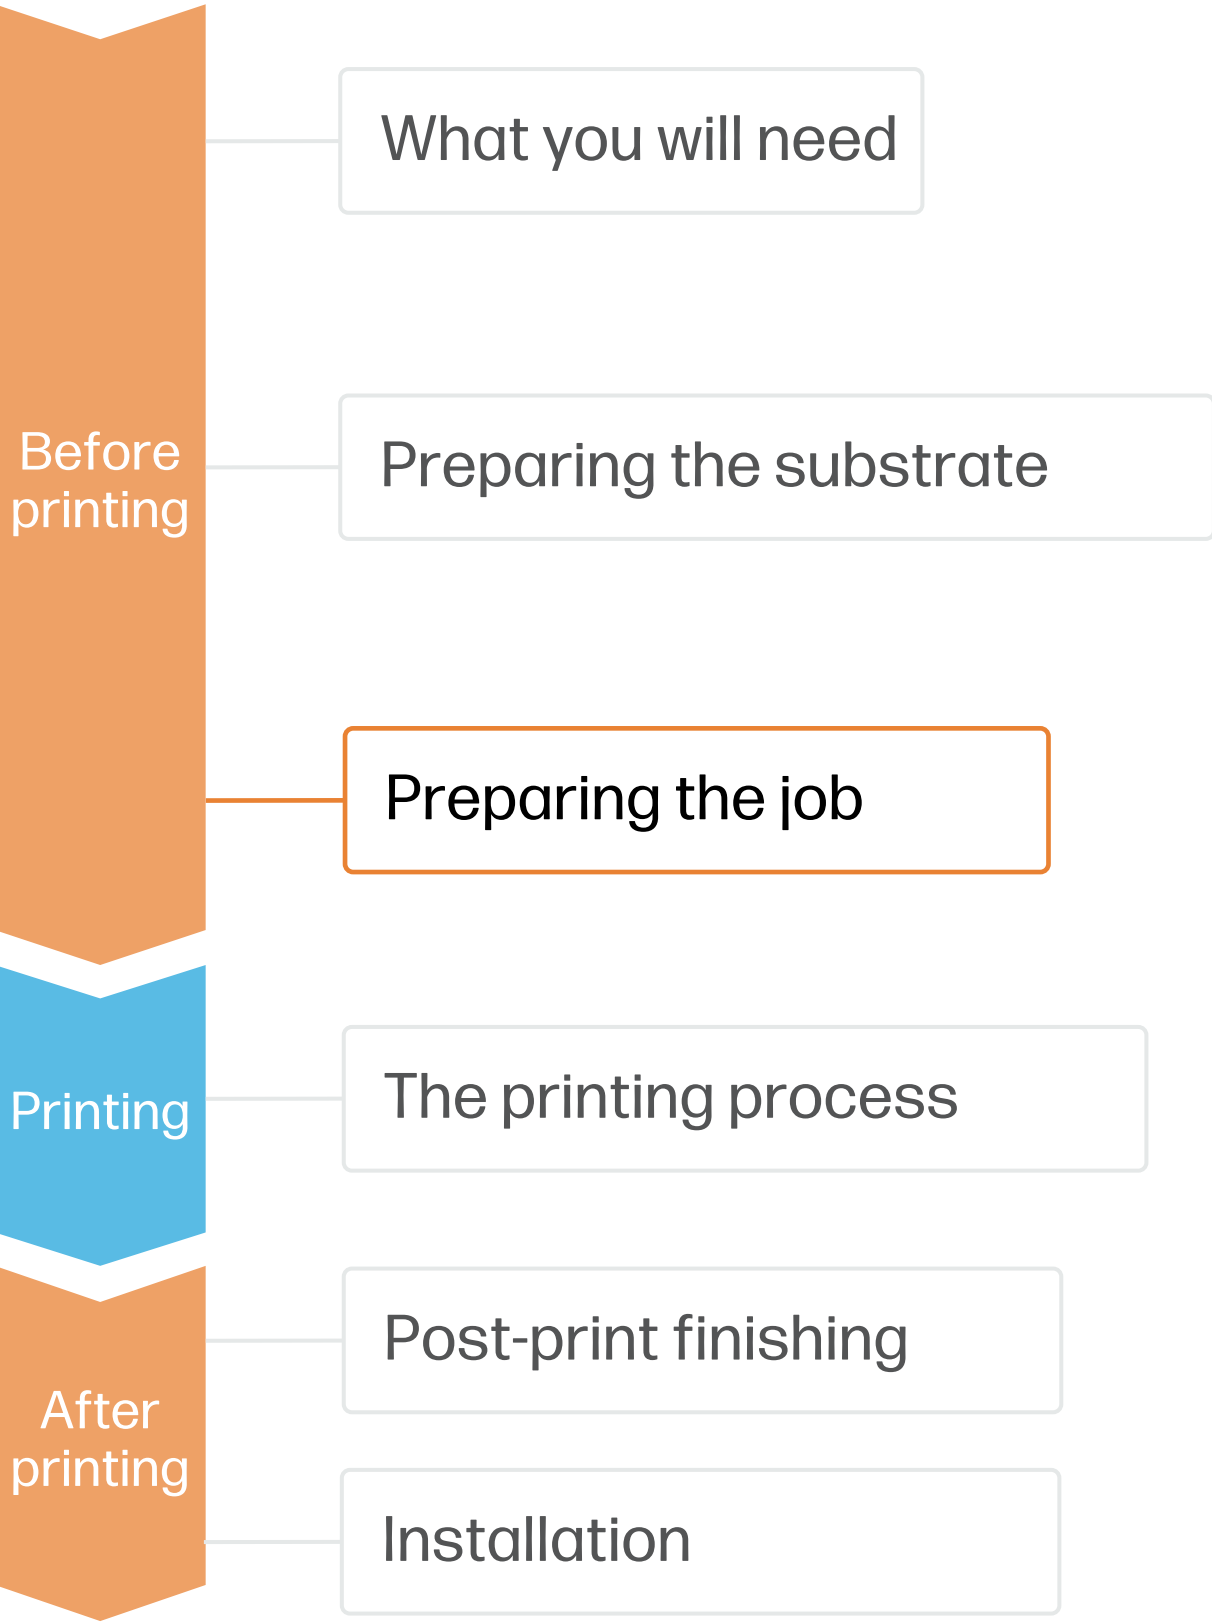 What you will need
Before
printing
Preparing the substrate
Preparing the job
Printing
The printing process
After
printing
Post-print finishing
Installation